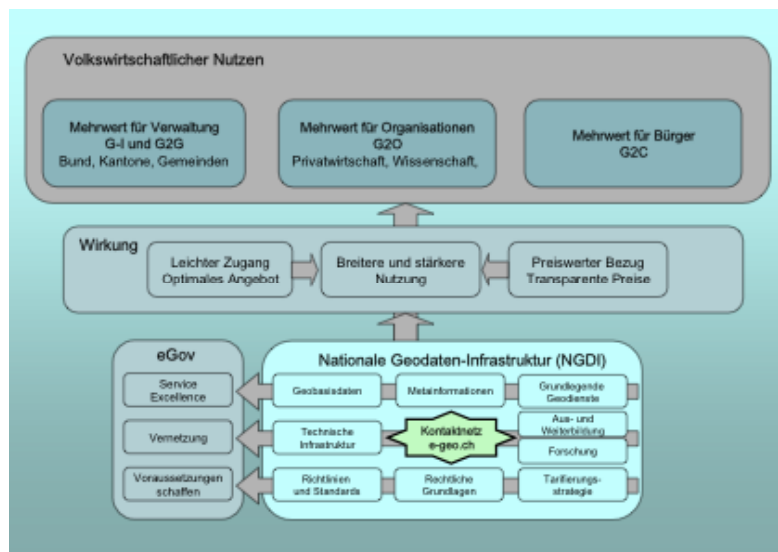 Volkswirtschaftlicher Nutzen
Mehrwert für Verwaltung
G-I und G2G
Bund, Kantone, Gemeinden
Mehrwert für Organisationen
G2O
Privatwirtschaft, Wissenschaft,
Mehrwert für Bürger
G2C
Wirkung
Leichter Zugang
Optimales Angebot
Breitere und stärkere
Nutzung
Preiswerter Bezug
Transparente Preise
eGov
Service
Excellence
Vernetzung
Voraussetzungen
schaffen
Nationale Geodaten-Infrastruktur (NGDI)
Geobasisdaten
Metainformationen
Grundlegende
Geodienste
Technische
Infrastruktur
Kontaktnetz
e-geo.ch
Aus- und
Weiterbildung
Forschung
Richtlinien
und Standards
Rechtliche
Grundlagen
Tarifierungs-
strategie